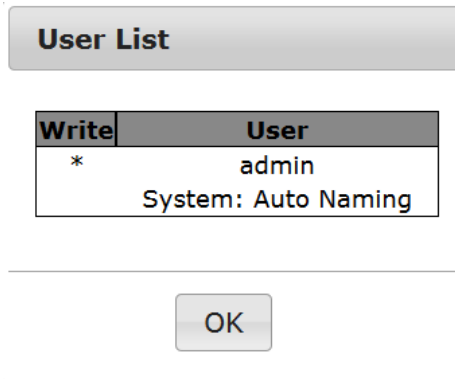 User List
Write User
* admin
System: Auto Naming
OK